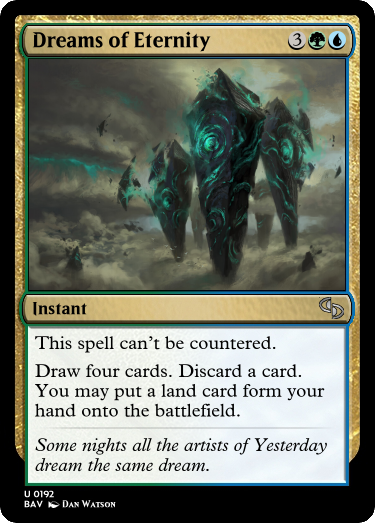 Dreams of Eternity 3
Instant
This spell can't be countered.
Draw four cards. Discard a card.
You may put a land card form your
hand onto the battlefield.
Some nights all the artists of Yesterday
dream the same dream.
U 0192
BAV Dan Watson